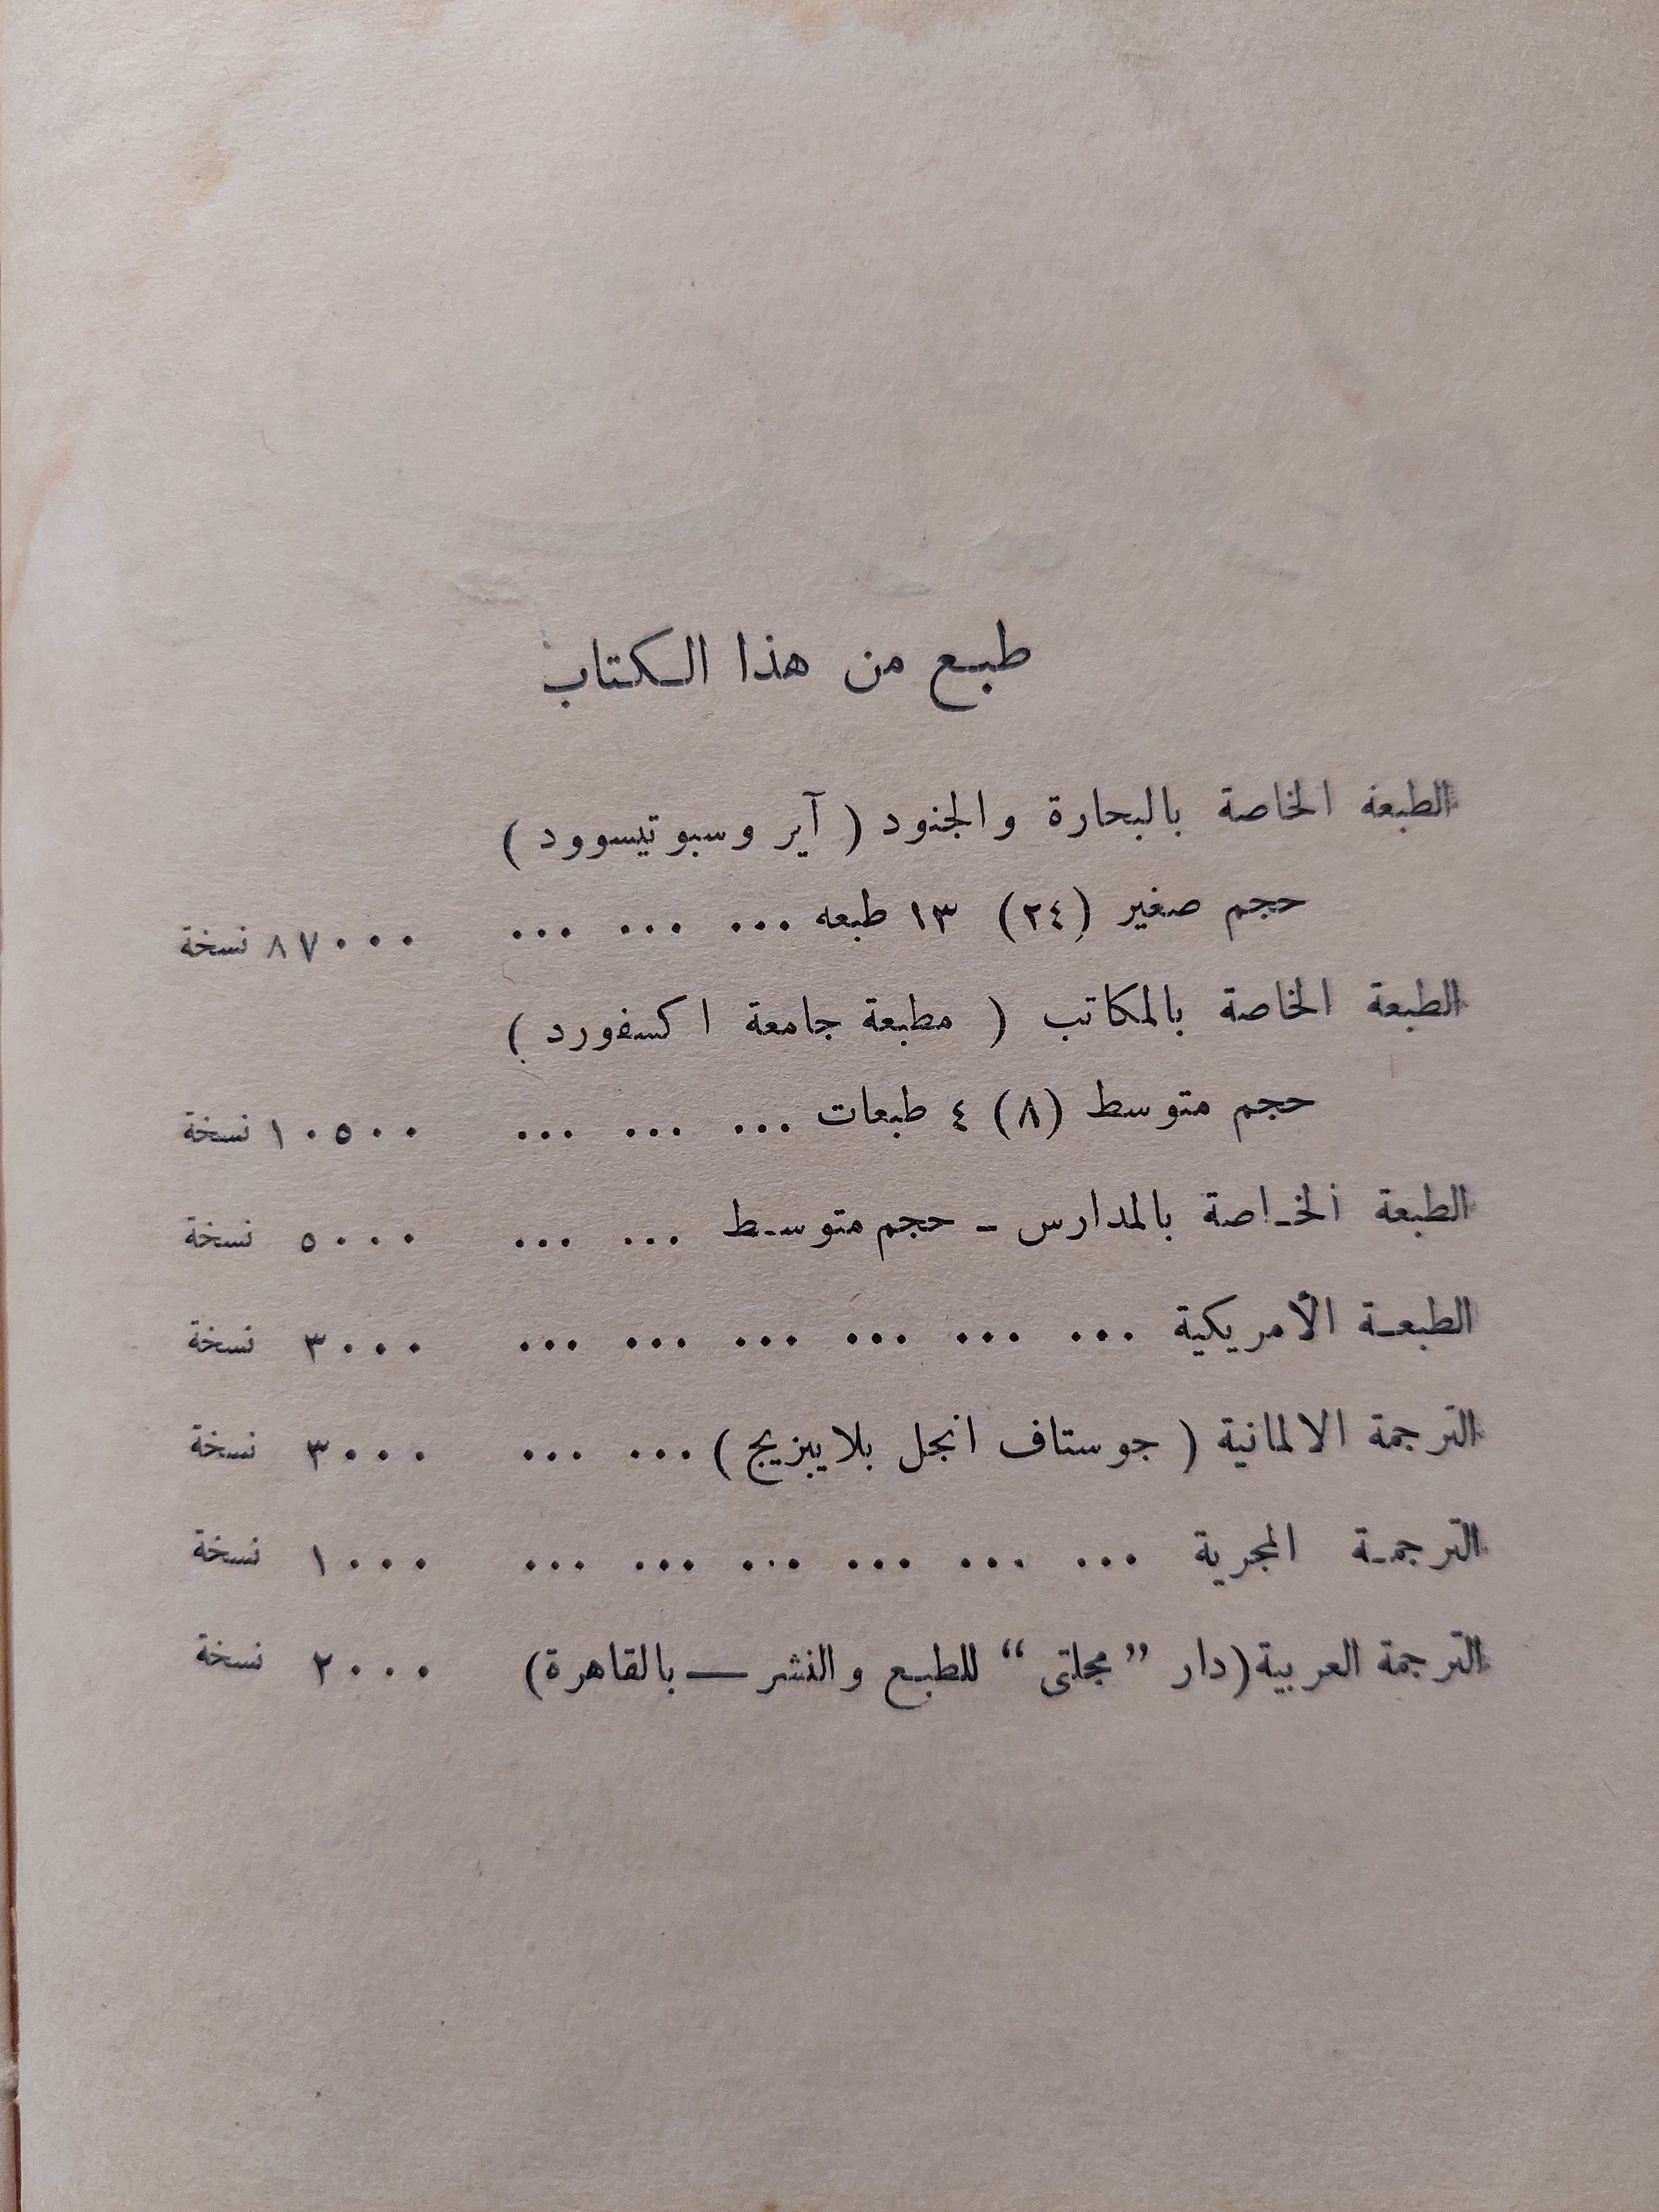 طبع من هذا الكتاب
الطبعة الخاصة بالبحارة والجنود ( آير وسبوتيسوود )
حجم صغير (٢٤) ١٣ طبعه ... ... ... ٨٧٠٠٠ نسخة
الطبعة الخاصة بالمكاتب ( مطبعة جامعة اكسفورد )
حجم متوسط (٨) ٤ طبعات ... ... ... ١٠٥٠٠ نسخة
الطبعة الخاصة بالمدارس - حجم متوسط ... ... ٥٠٠٠ نسخة
الطبعة الأمريكية ... ... ... ... ... ... ٣٠٠٠ نسخة
الترجمة الالمانية ( جوستاف انجل بلايبزيج ) ... ... ٣٠٠٠ نسخة
الترجمة المجرية ... ... ... ... ... ... ١٠٠٠ نسخة
الترجمة العربية (دار ”مجلتى“ للطبع والنشر — بالقاهرة) ٢٠٠٠ نسخة